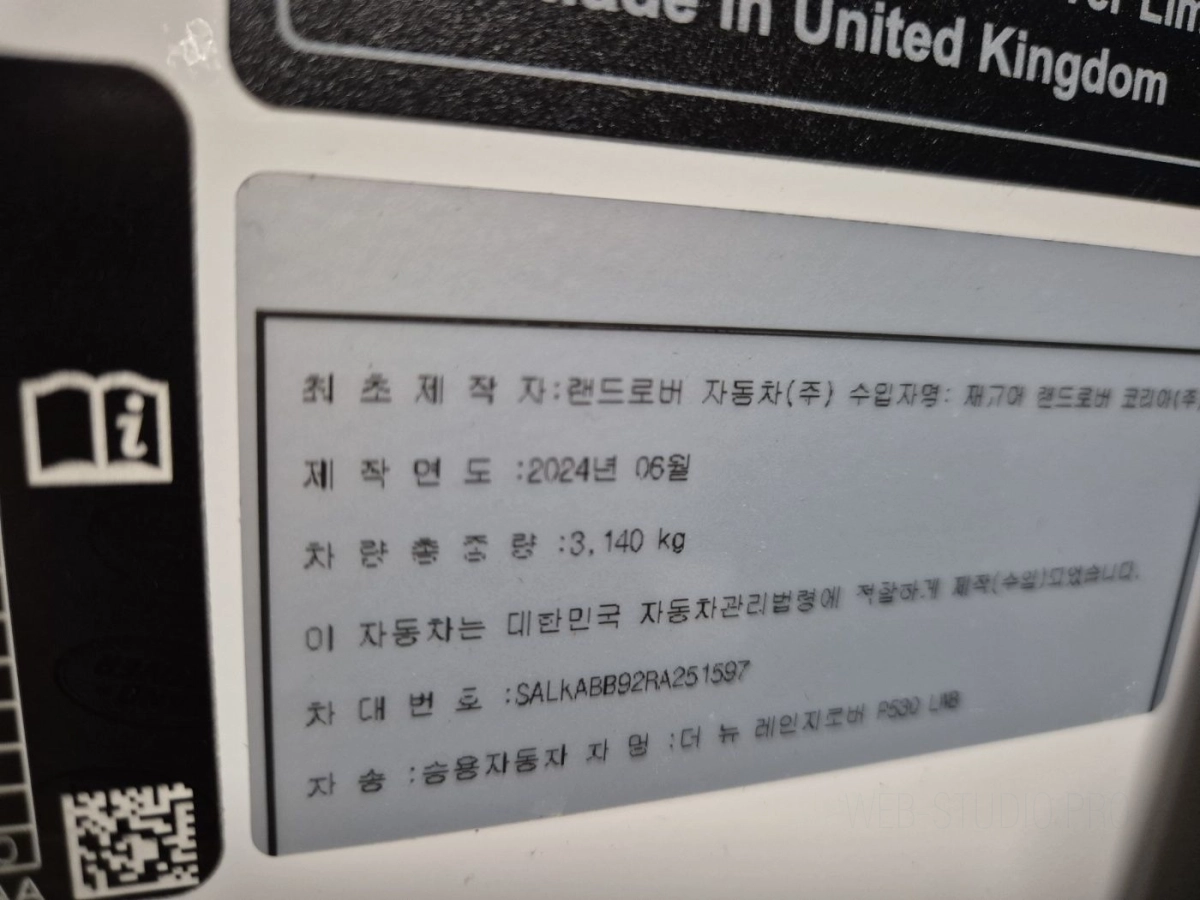 Made in United Kingdom
최 초 제 작 자:랜드로버 자동차(주) 수입자명: 재규어 랜드로버 코리아(주
제 작 연 도 :2024년 06월
차 량 총 중 량 :3,140 kg
이 자동차는 대한민국 자동차관리법령에 적합하게 제작(수입)되었습니다.
차 대 번 호 :SALKABB92RA251597
차 종 :승용자동차 차 명 :더 뉴 레인지로버 P530 LWB
WEB-STUDIO.PRO